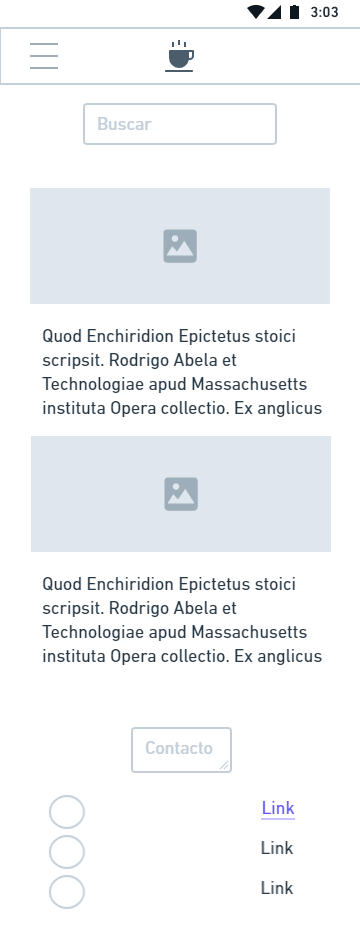 3:03
Buscar
Quod Enchiridion Epictetus stoici
scripsit. Rodrigo Abela et
Technologiae apud Massachusetts
instituta Opera collectio. Ex anglicus
Quod Enchiridion Epictetus stoici
scripsit. Rodrigo Abela et
Technologiae apud Massachusetts
instituta Opera collectio. Ex anglicus
Contacto
Link
Link
Link